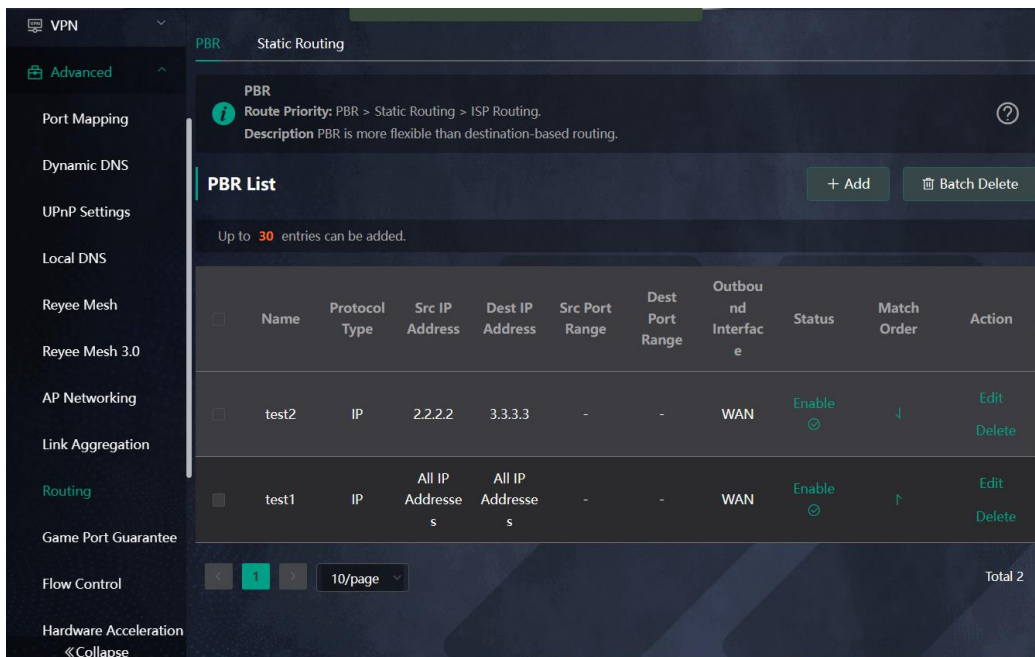 VPN
Advanced
Port Mapping
Dynamic DNS
UPnP Settings
Local DNS
Reyee Mesh
Reyee Mesh 3.0
AP Networking
Link Aggregation
Routing
Game Port Guarantee
Flow Control
Hardware Acceleration
≪Collapse
PBR Static Routing
PBR
Route Priority: PBR > Static Routing > ISP Routing.
Description PBR is more flexible than destination-based routing.
PBR List
+ Add
Batch Delete
Up to 30 entries can be added.
Name
Protocol
Type
Src IP
Address
Dest IP
Address
Src Port
Range
Dest
Port
Range
Outbou
nd
Interfac
e
Status
Match
Order
Action
test2
IP
2.2.2.2
3.3.3.3
-
-
WAN
Enable
Edit
Delete
test1
IP
All IP
Addresse
s
All IP
Addresse
s
-
-
WAN
Enable
Edit
Delete
1
10/page
Total 2